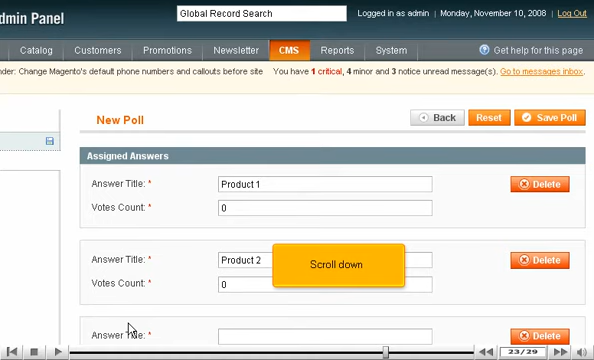 dmin Panel
Global Record Search
Logged in as admin | Monday, November 10, 2008 | Log Out
Catalog Customers Promotions Newsletter CMS Reports System Get help for this page
nder: Change Magento's default phone numbers and callouts before site You have 1 critical, 4 minor and 3 notice unread message(s). Go to messages inbox.
New Poll
Back Reset Save Poll
Assigned Answers
Answer Title: * Product 1 Delete
Votes Count: * 0
Answer Title: * Product 2 Delete
Scroll down
Votes Count: * 0
Answer Title: * Delete
23/29